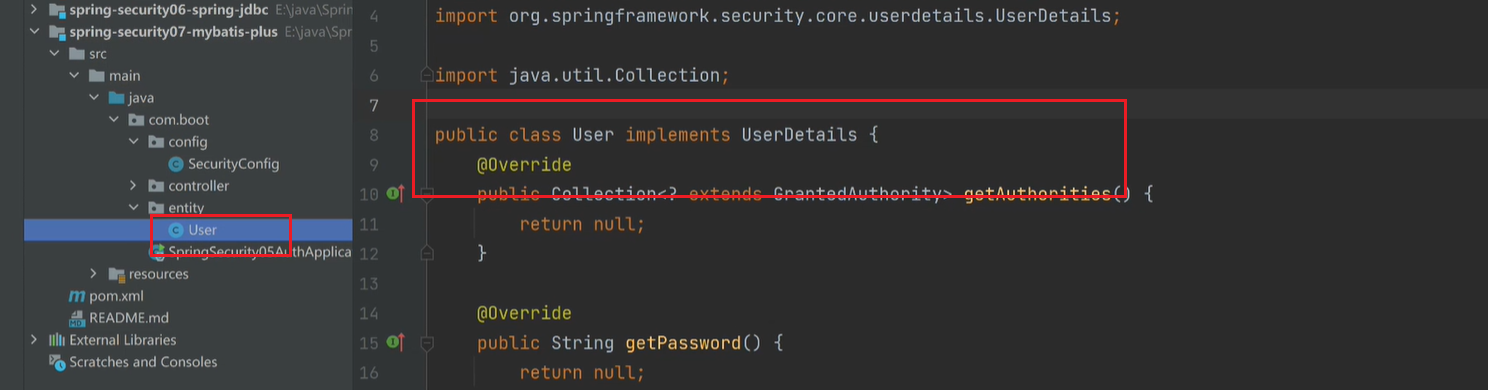 spring-security06-spring-jdbc E:\java\Spr
spring-security07-mybatis-plus E:\java\Spr
src
main
java
com.boot
config
SecurityConfig
controller
entity
User
SpringSecurity05AuthApplica
resources
pom.xml
README.md
External Libraries
Scratches and Consoles
4 import org.springframework.security.core.userdetails.UserDetails;
5
6 import java.util.Collection;
7
8 public class User implements UserDetails {
9 @Override
10 public Collection<? extends GrantedAuthority> getAuthorities() {
11 return null;
12 }
13
14 @Override
15 public String getPassword() {
16 return null;